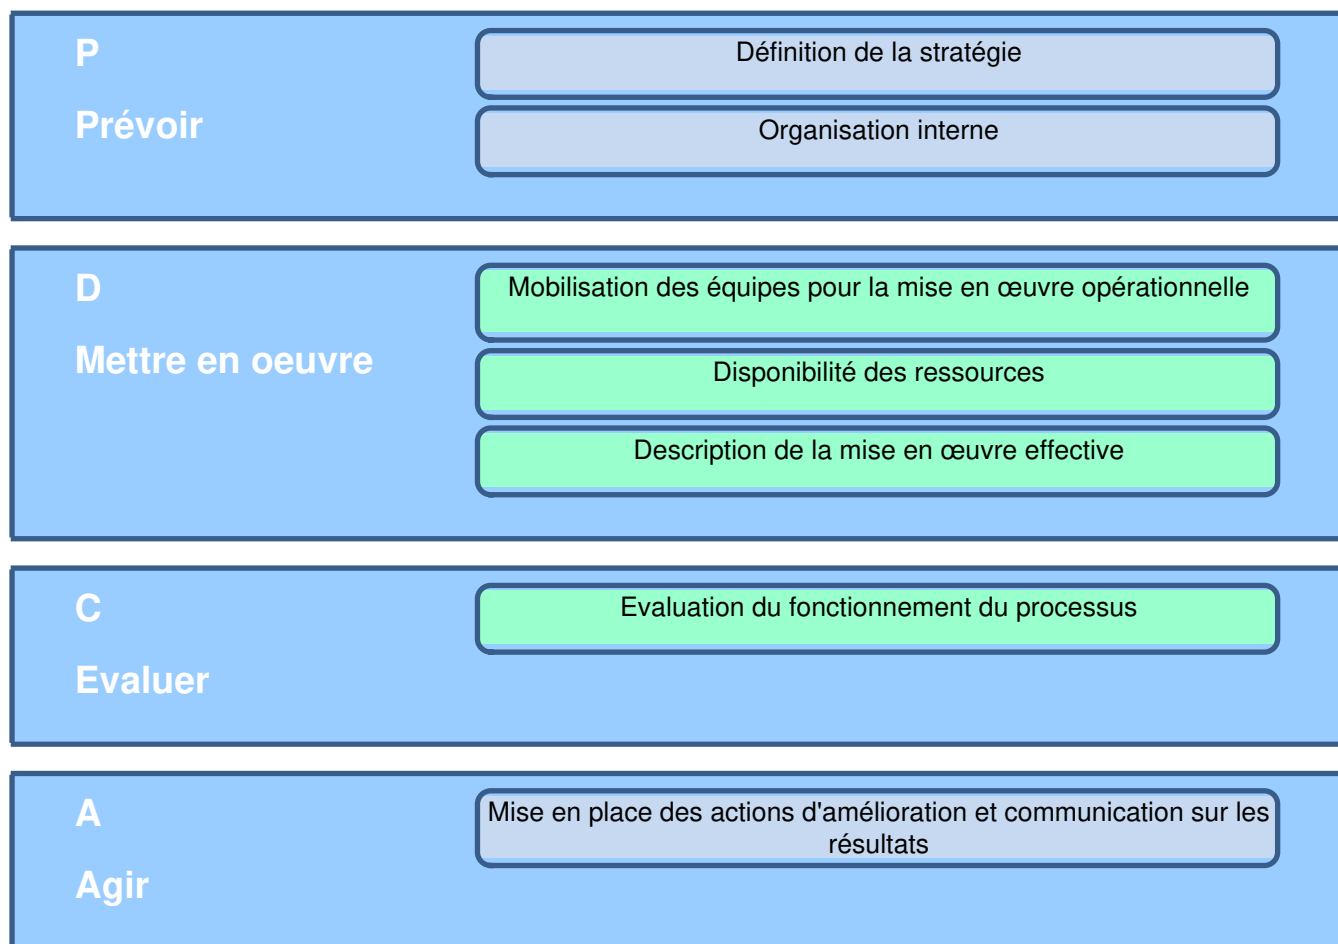 P
Définition de la stratégie
Prévoir
Organisation interne
D
Mobilisation des équipes pour la mise en œuvre opérationnelle
Mettre en oeuvre
Disponibilité des ressources
Description de la mise en œuvre effective
C
Evaluation du fonctionnement du processus
Evaluer
A
Mise en place des actions d'amélioration et communication sur les
résultats
Agir